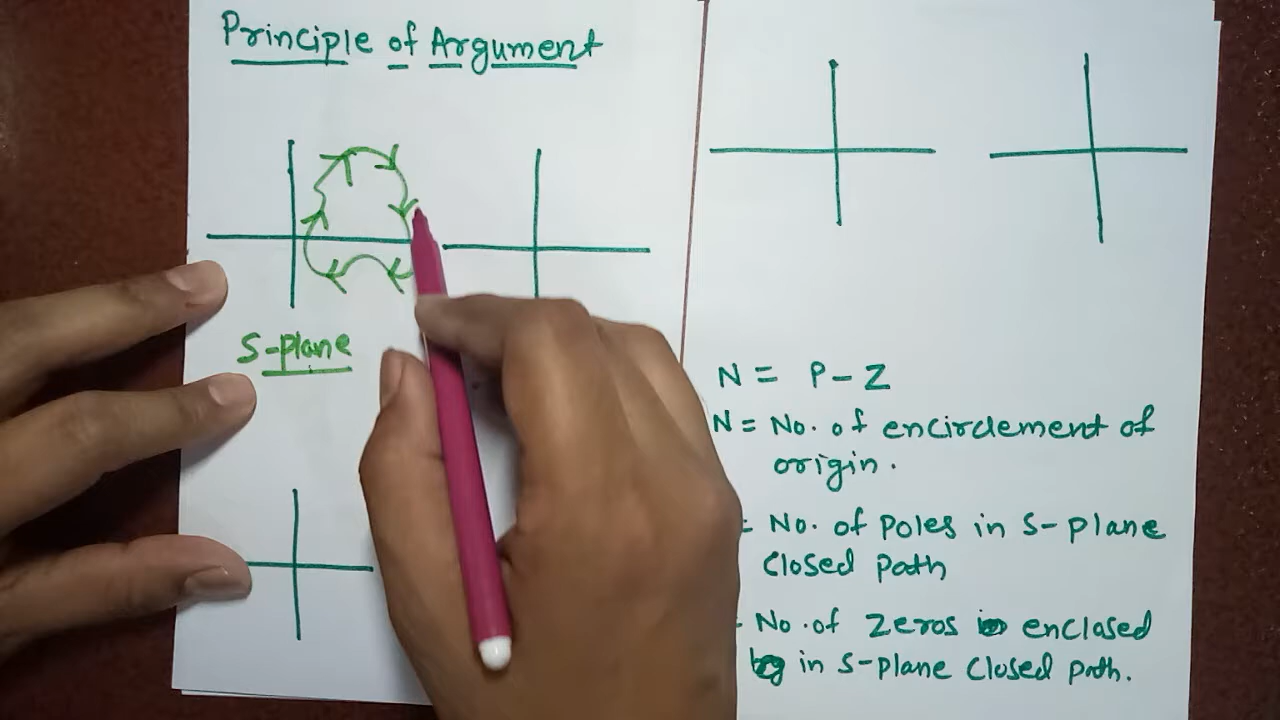 Principle of Argument
S-plane
N = P - Z
N = No. of encirclement of
origin.
= No. of Poles in S-plane
Closed Path
No. of Zeros enclosed
in S-plane Closed Path.